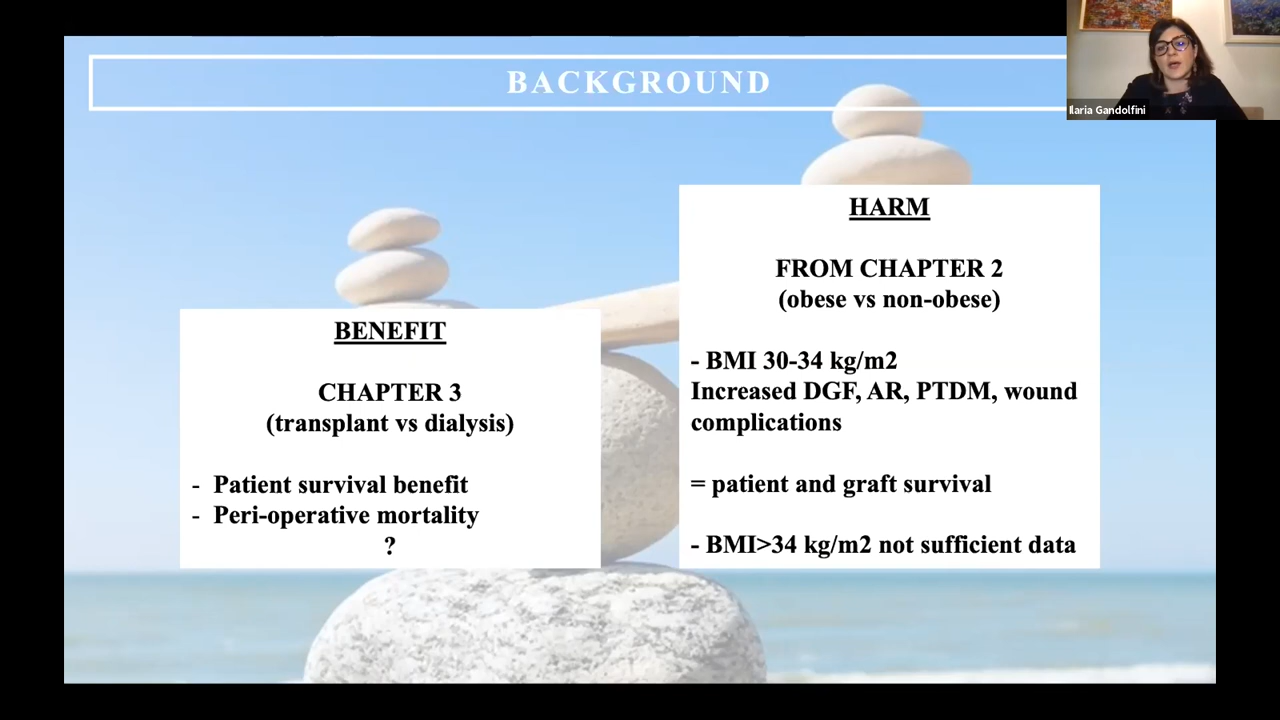 BACKGROUND
Ilaria Gandolfini
BENEFIT
CHAPTER 3
(transplant vs dialysis)
- Patient survival benefit
- Peri-operative mortality
?
HARM
FROM CHAPTER 2
(obese vs non-obese)
- BMI 30-34 kg/m2
Increased DGF, AR, PTDM, wound
complications
= patient and graft survival
- BMI>34 kg/m2 not sufficient data